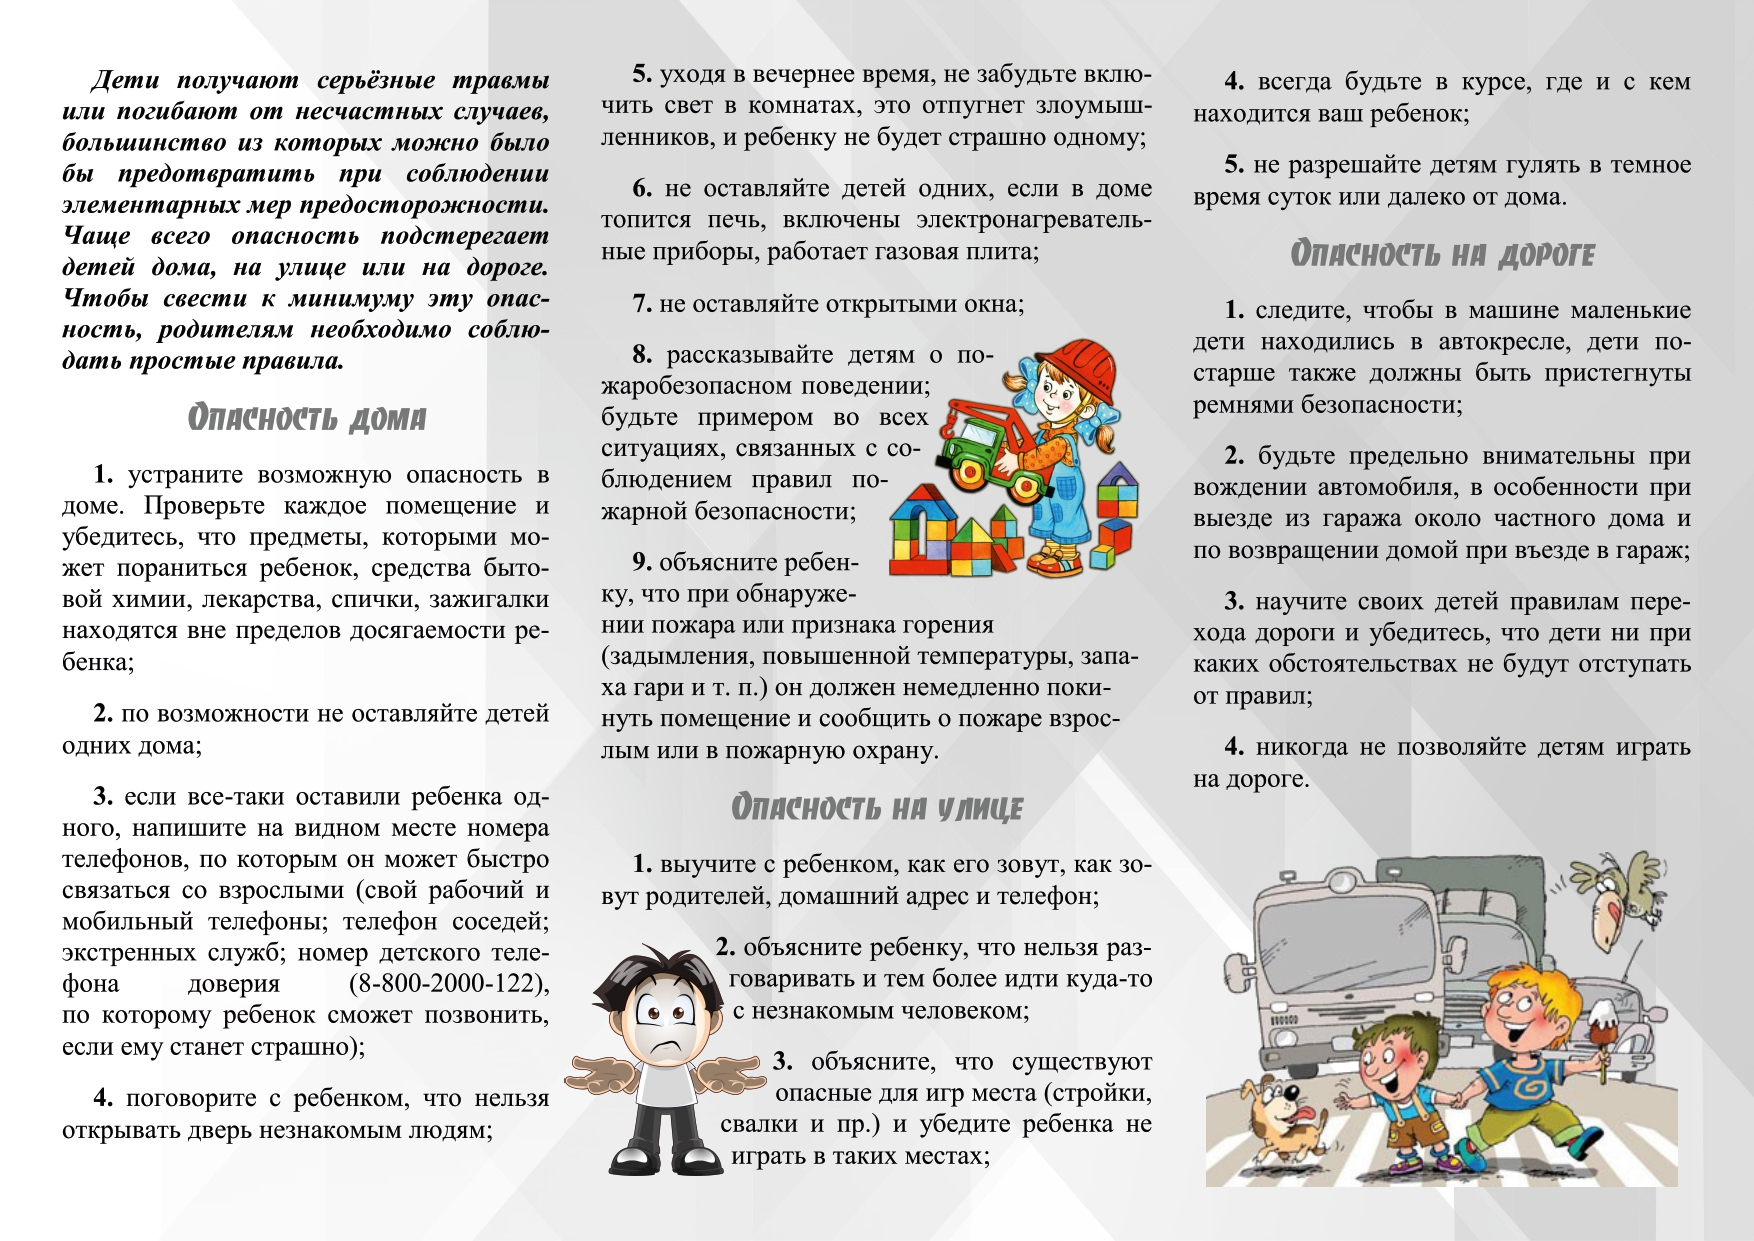 Дети получают серьёзные травмы
или погибают от несчастных случаев,
большинство из которых можно было
бы предотвратить при соблюдении
элементарных мер предосторожности.
Чаще всего опасность подстерегает
детей дома, на улице или на дороге.
Чтобы свести к минимуму эту опас-
ность, родителям необходимо соблю-
дать простые правила.
Опасность дома
1. устраните возможную опасность в
доме. Проверьте каждое помещение и
убедитесь, что предметы, которыми мо-
жет пораниться ребенок, средства быто-
вой химии, лекарства, спички, зажигалки
находятся вне пределов досягаемости ре-
бенка;
2. по возможности не оставляйте детей
одних дома;
3. если все-таки оставили ребенка од-
ного, напишите на видном месте номера
телефонов, по которым он может быстро
связаться со взрослыми (свой рабочий и
мобильный телефоны; телефон соседей;
экстренных служб; номер детского теле-
фона доверия (8-800-2000-122),
по которому ребенок сможет позвонить,
если ему станет страшно);
4. поговорите с ребенком, что нельзя
открывать дверь незнакомым людям;
5. уходя в вечернее время, не забудьте вклю-
чить свет в комнатах, это отпугнет злоумыш-
ленников, и ребенку не будет страшно одному;
6. не оставляйте детей одних, если в доме
топится печь, включены электронагреватель-
ные приборы, работает газовая плита;
7. не оставляйте открытыми окна;
8. рассказывайте детям о по-
жаробезопасном поведении;
будьте примером во всех
ситуациях, связанных с со-
блюдением правил по-
жарной безопасности;
9. объясните ребен-
ку, что при обнаруже-
нии пожара или признака горения
(задымления, повышенной температуры, запа-
ха гари и т. п.) он должен немедленно поки-
нуть помещение и сообщить о пожаре взрос-
лым или в пожарную охрану.
Опасность на улице
1. выучите с ребенком, как его зовут, как зо-
вут родителей, домашний адрес и телефон;
2. объясните ребенку, что нельзя раз-
говаривать и тем более идти куда-то
с незнакомым человеком;
3. объясните, что существуют
опасные для игр места (стройки,
свалки и пр.) и убедите ребенка не
играть в таких местах;
4. всегда будьте в курсе, где и с кем
находится ваш ребенок;
5. не разрешайте детям гулять в темное
время суток или далеко от дома.
Опасность на дороге
1. следите, чтобы в машине маленькие
дети находились в автокресле, дети по-
старше также должны быть пристегнуты
ремнями безопасности;
2. будьте предельно внимательны при
вождении автомобиля, в особенности при
выезде из гаража около частного дома и
по возвращении домой при въезде в гараж;
3. научите своих детей правилам пере-
хода дороги и убедитесь, что дети ни при
каких обстоятельствах не будут отступать
от правил;
4. никогда не позволяйте детям играть
на дороге.